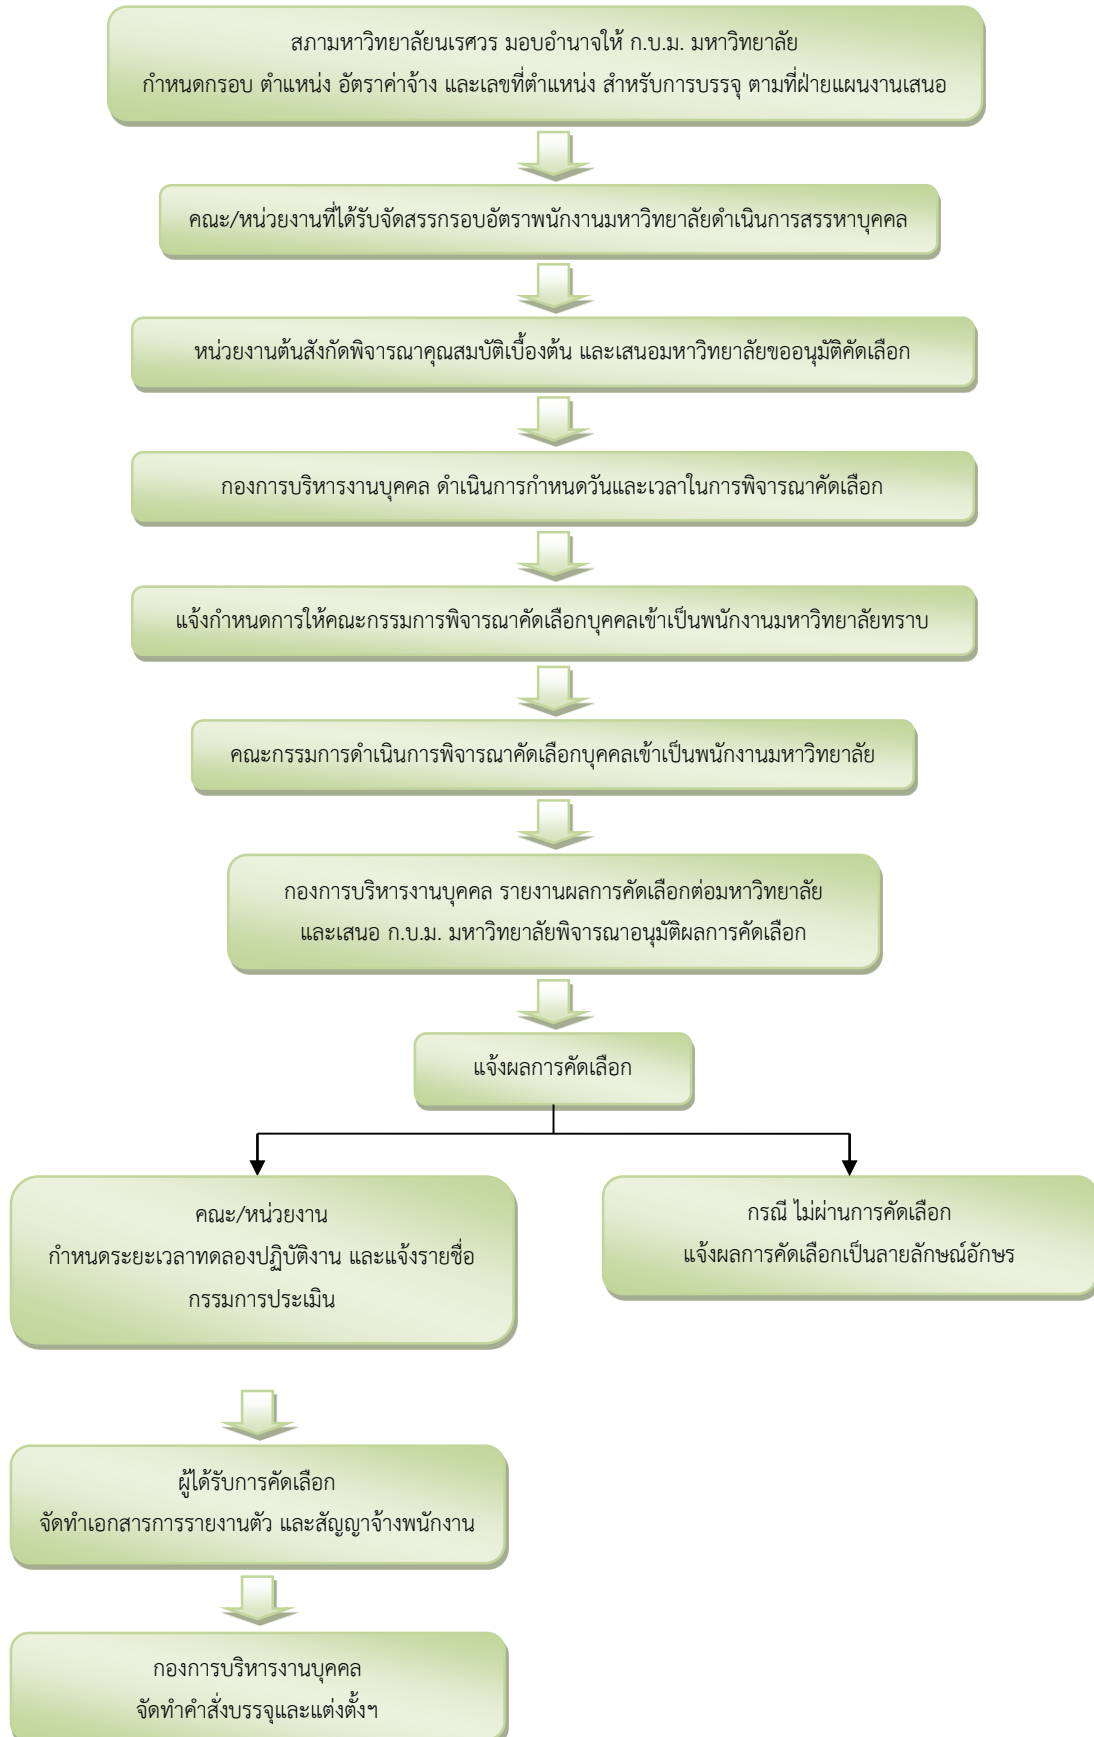 สภามหาวิทยาลัยนเรศวร มอบอำนาจให้ ก.บ.ม. มหาวิทยาลัย
กำหนดกรอบ ตำแหน่ง อัตราค่าจ้าง และเลขที่ตำแหน่ง สำหรับการบรรจุ ตามที่ฝ่ายแผนงานเสนอ
คณะ/หน่วยงานที่ได้รับจัดสรรกรอบอัตราพนักงานมหาวิทยาลัยดำเนินการสรรหาบุคคล
หน่วยงานต้นสังกัดพิจารณาคุณสมบัติเบื้องต้น และเสนอมหาวิทยาลัยขออนุมัติคัดเลือก
กองการบริหารงานบุคคล ดำเนินการกำหนดวันและเวลาในการพิจารณาคัดเลือก
แจ้งกำหนดการให้คณะกรรมการพิจารณาคัดเลือกบุคคลเข้าเป็นพนักงานมหาวิทยาลัยทราบ
คณะกรรมการดำเนินการพิจารณาคัดเลือกบุคคลเข้าเป็นพนักงานมหาวิทยาลัย
กองการบริหารงานบุคคล รายงานผลการคัดเลือกต่อมหาวิทยาลัย
และเสนอ ก.บ.ม. มหาวิทยาลัยพิจารณาอนุมัติผลการคัดเลือก
แจ้งผลการคัดเลือก
คณะ/หน่วยงาน
กำหนดระยะเวลาทดลองปฏิบัติงาน และแจ้งรายชื่อ
กรรมการประเมิน
กรณี ไม่ผ่านการคัดเลือก
แจ้งผลการคัดเลือกเป็นลายลักษณ์อักษร
ผู้ได้รับการคัดเลือก
จัดทำเอกสารการรายงานตัว และสัญญาจ้างพนักงาน
กองการบริหารงานบุคคล
จัดทำคำสั่งบรรจุและแต่งตั้งฯ